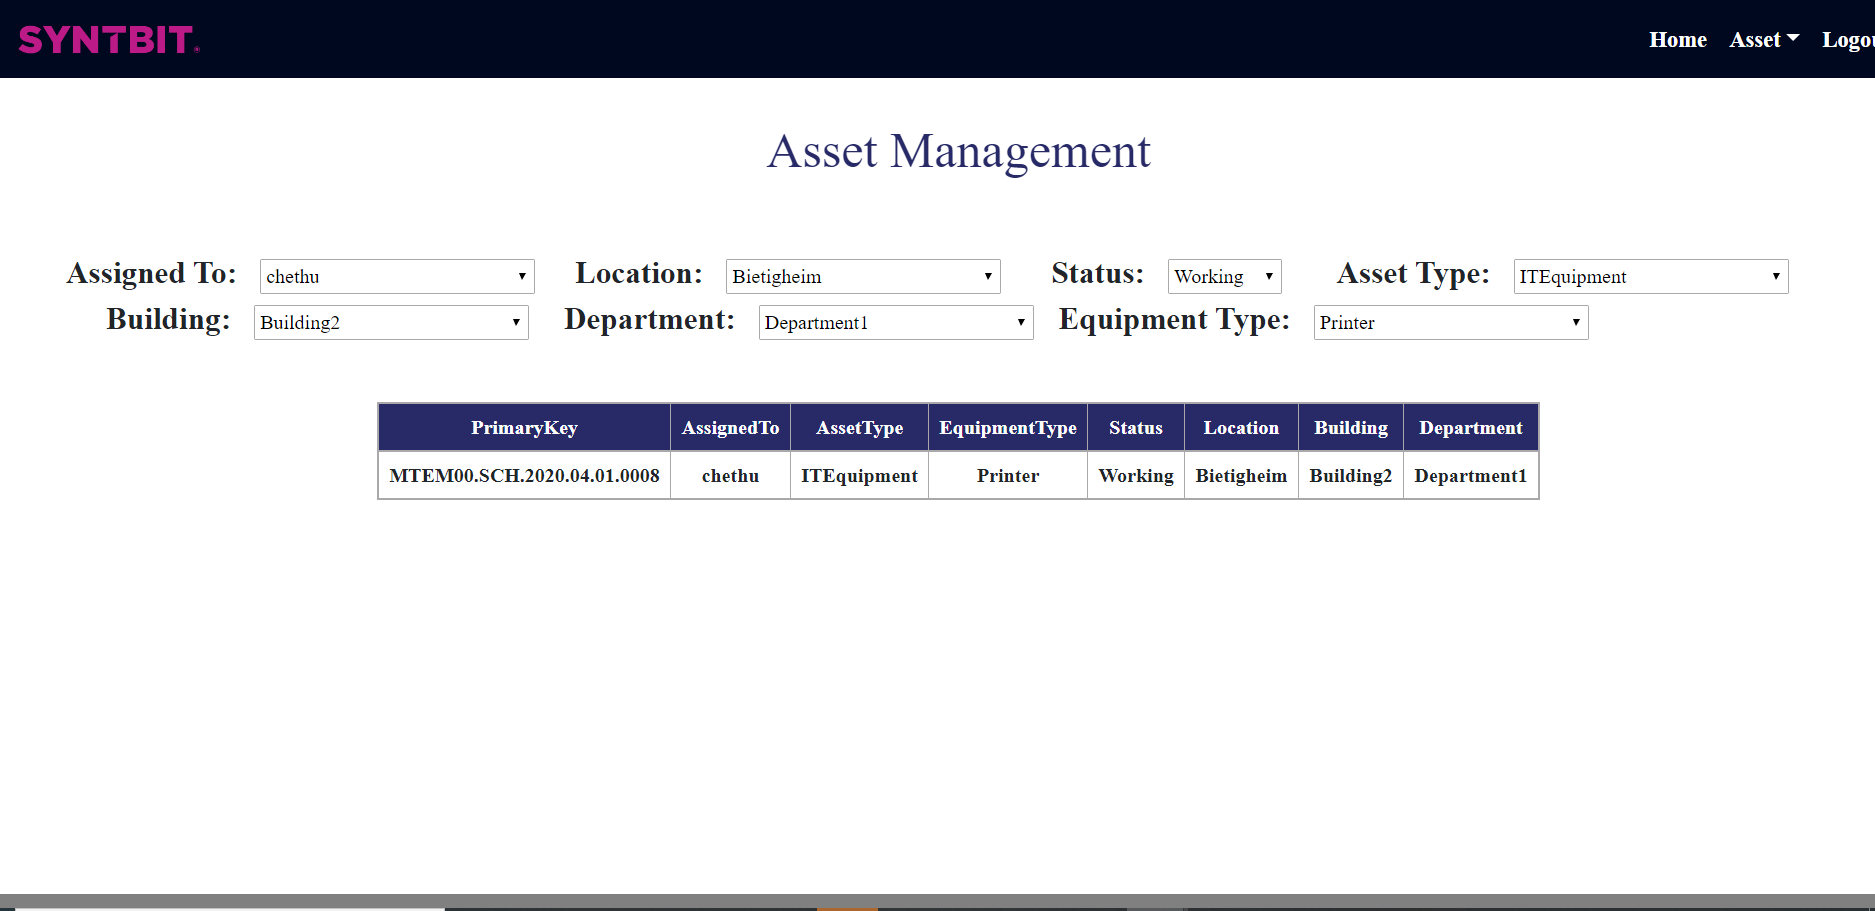 SYNTBIT.
Home Asset Logou
Asset Management
Assigned To: chethu Location: Bietigheim Status: Working Asset Type: ITEquipment
Building: Building2 Department: Department1 Equipment Type: Printer
PrimaryKey AssignedTo AssetType EquipmentType Status Location Building Department
MTEM00.SCH.2020.04.01.0008 chethu ITEquipment Printer Working Bietigheim Building2 Department1